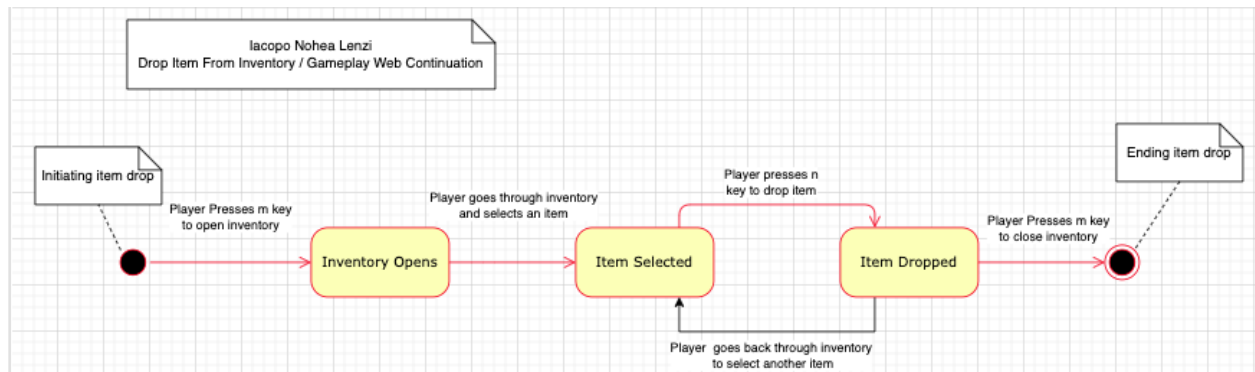 Iacopo Nohea Lenzi
Drop Item From Inventory / Gameplay Web Continuation
Initiating item drop
Ending item drop
Player Presses m key
to open inventory
Player goes through inventory
and selects an item
Player presses n
key to drop item
Player Presses m key
to close inventory
Inventory Opens
Item Selected
Item Dropped
Player goes back through inventory
to select another item